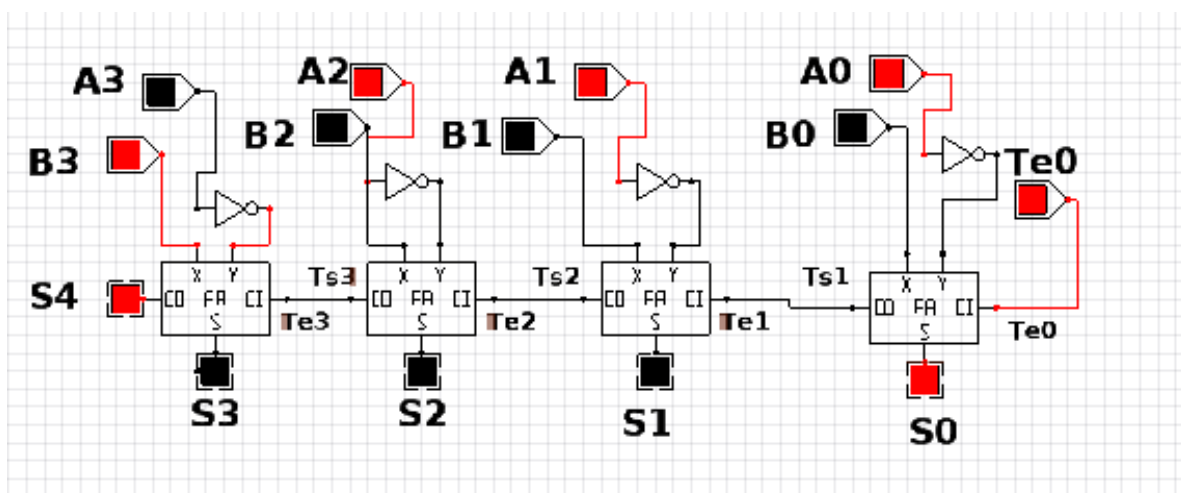 A3
A2
A1
A0
B3
B2
B1
B0
Te0
X Y
X Y
X Y
X Y
S4
CO FA CI
S
Ts3
Te3
CO FA CI
S
Ts2
Te2
CO FA CI
S
Ts1
Te1
CO FA CI
S
Te0
S3
S2
S1
S0